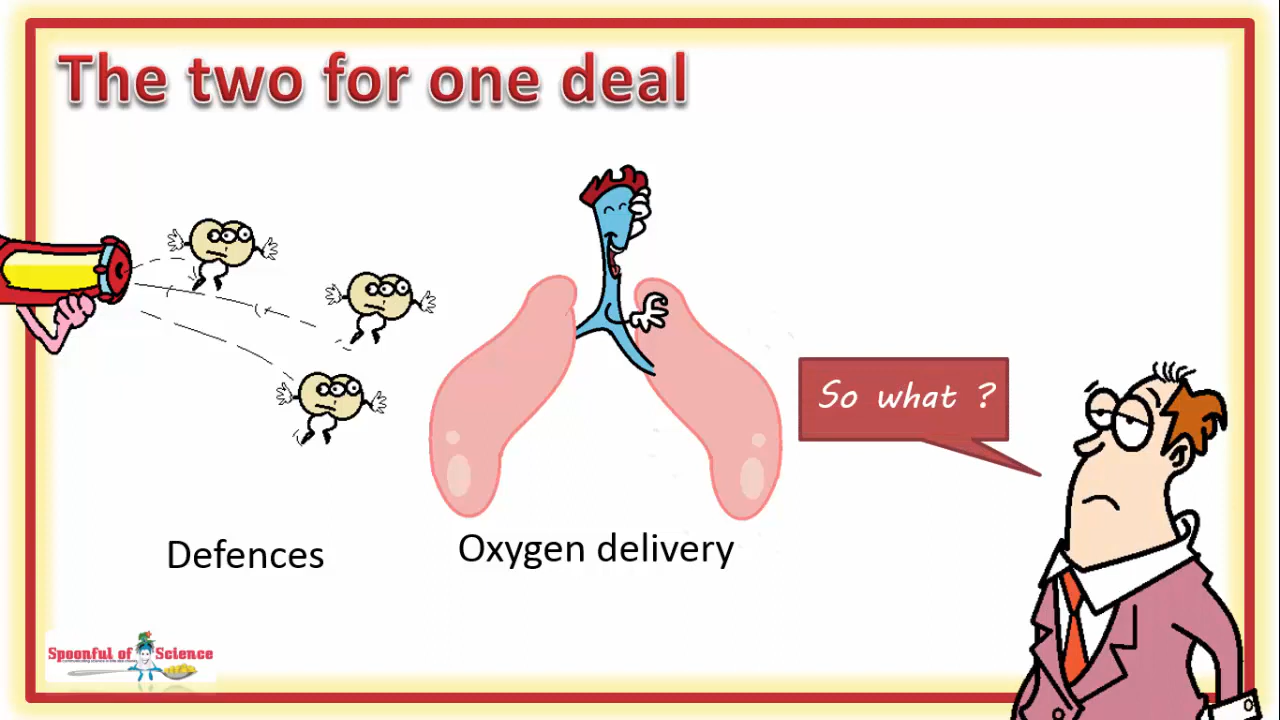 The two for one deal
So what ?
Defences
Oxygen delivery
Spoonful of Science